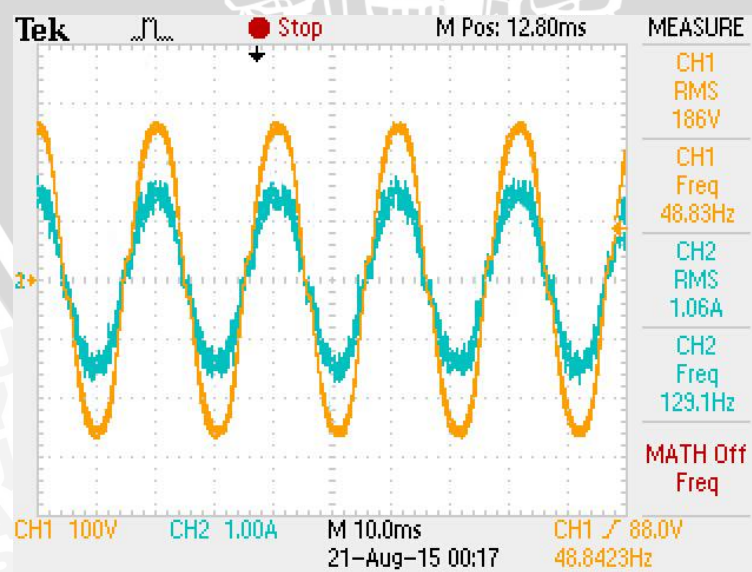 Tek Stop M Pos: 12.80ms MEASURE
CH1
RMS
186V
CH1
Freq
48.83Hz
CH2
RMS
1.06A
CH2
Freq
129.1Hz
MATH Off
Freq
2
CH1 100V CH2 1.00A M 10.0ms CH1 88.0V
21-Aug-15 00:17 48.8423Hz